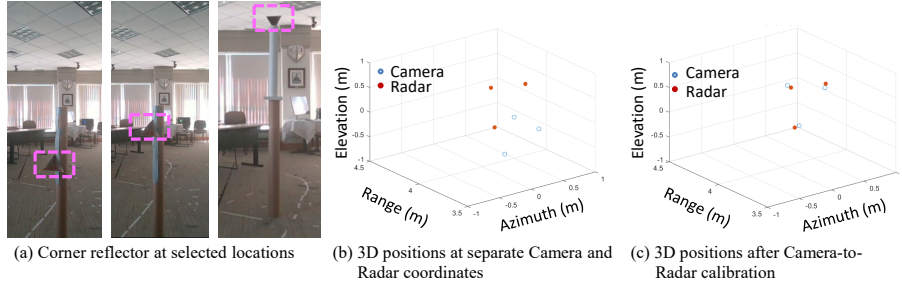 Camera
Radar
Elevation (m)
1
0.5
0
-0.5
-1
4.5
4
3.5
Range (m)
-1
-0.5
0
0.5
1
Azimuth (m)
Camera
Radar
Elevation (m)
1
0.5
0
-0.5
-1
4.5
4
3.5
Range (m)
-1
-0.5
0
0.5
Azimuth (m)
(a) Corner reflector at selected locations
(b) 3D positions at separate Camera and
Radar coordinates
(c) 3D positions after Camera-to-
Radar calibration